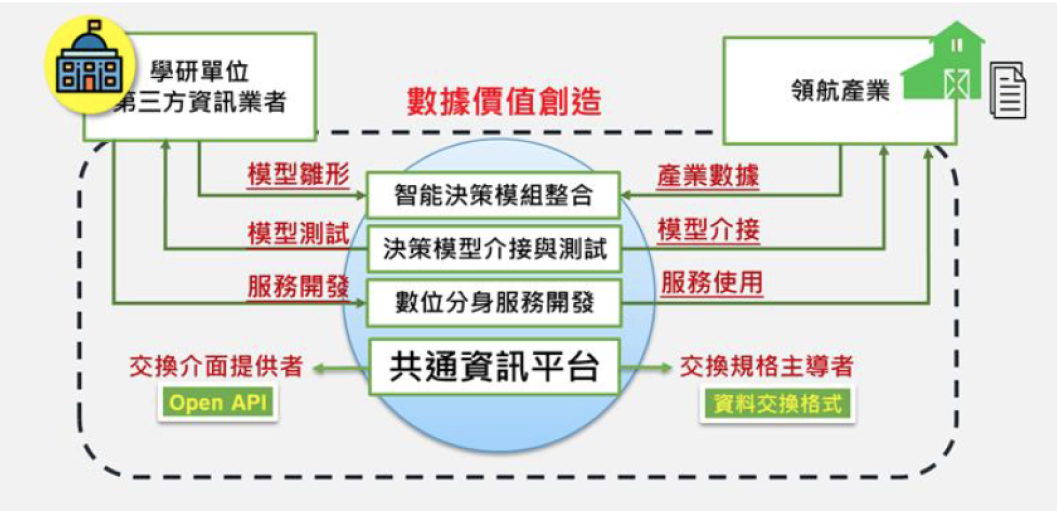 學研單位
第三方資訊業者
數據價值創造
領航產業
模型雛形
智能決策模組整合
產業數據
模型測試
決策模型介接與測試
模型介接
服務開發
數位分身服務開發
服務使用
交換介面提供者
共通資訊平台
交換規格主導者
Open API
資料交換格式